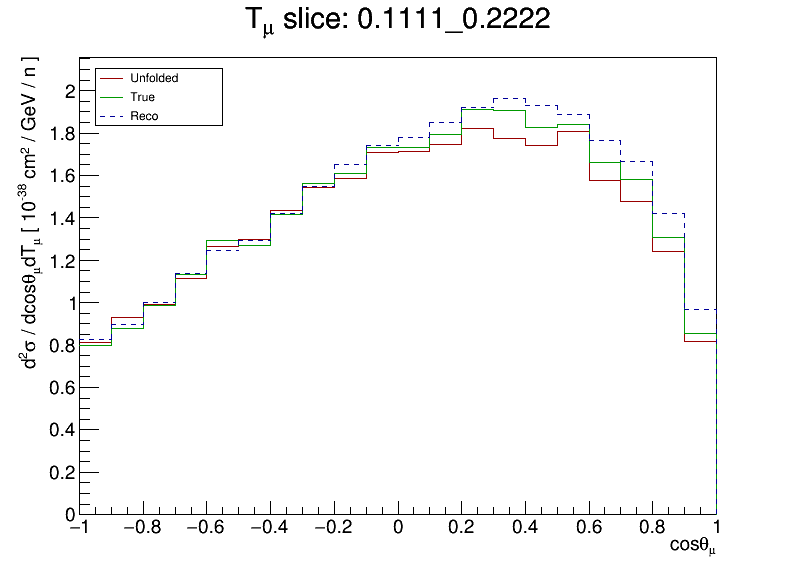 Tμ slice: 0.1111_0.2222
d²σ / dcosθμdTμ [ 10⁻³⁸ cm² / GeV / n ]
Unfolded
True
Reco
2
1.8
1.6
1.4
1.2
1
0.8
0.6
0.4
0.2
0
−1 −0.8 −0.6 −0.4 −0.2 0 0.2 0.4 0.6 0.8 1
cosθμ